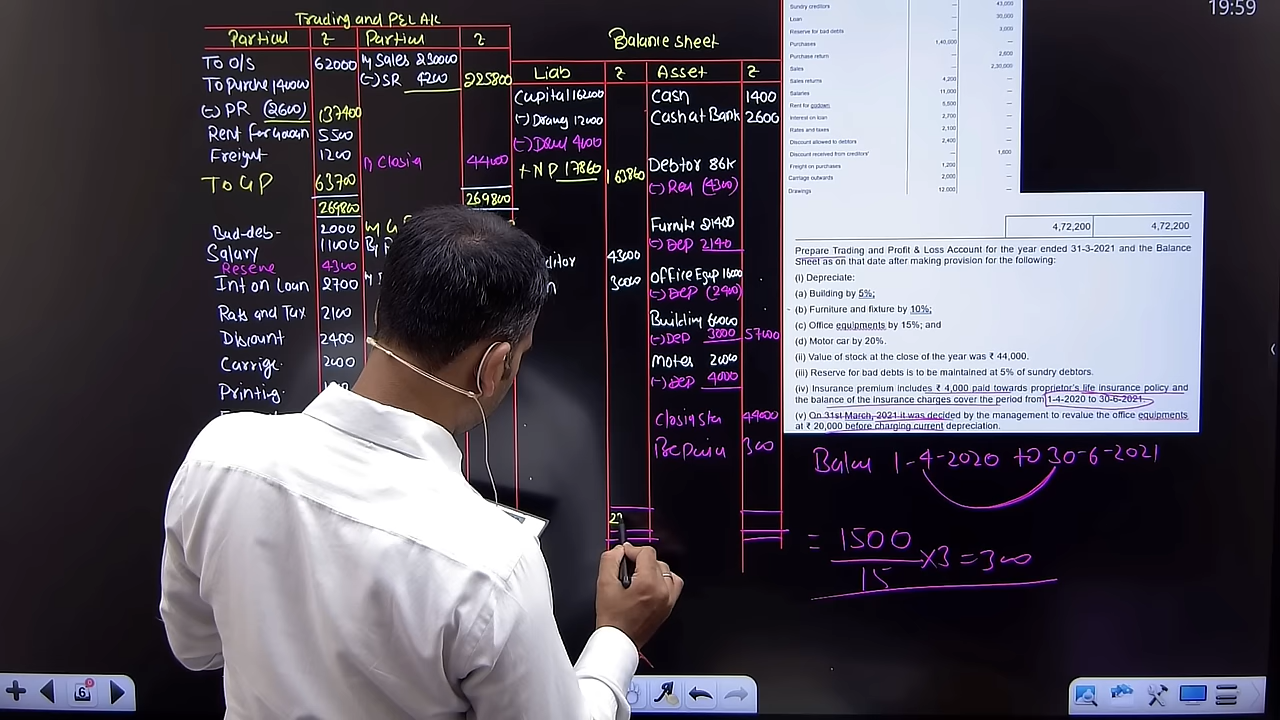 19:59
Trading and P&L A/c
Particul ₹ Particul ₹
To O/S 62000 By Sales 230000
(-) SR 4200 225800
To Purche 140000
(-) PR (2600) 137400
Rent for godown 5500
Freight 1200
By Closing 44000
To GP 63700
269800 269800
Bad-deb- 2000
Salary 11000
Reserve 4300
Int on Loan 2700
Rats and Tax 2100
Discount 2400
Carrige 2000
Printing
Balance sheet
Liab ₹ Asset ₹
Capital 162000
(-) Drawg 12000
(-) Dawl 4000
+ NP 17860 163860
ditor 43000
30000
Cash 1400
Cash at Bank 2600
Debtor 86k
(-) Res (4300)
Furnite 21400
(-) DEP 2140
Office Equp 16000
(-) DEP (2400)
Building 60000
(-) DEP 3000 57000
Motes 20000
(-) DEP 4000
Closing Stor 44000
300
Sundry creditors — 43,000
Loan — 30,000
Reserve for bad debts — 3,000
Purchases 1,40,000 —
Purchase return — 2,600
Sales — 2,30,000
Sales returns 4,200 —
Salaries 11,000 —
Rent for godown 5,500 —
Interest on loan 2,700 —
Rates and taxes 2,100 —
Discount allowed to debtors 2,400 —
Discount received from creditors' — 1,600
Freight on purchases 1,200 —
Carriage outwards 2,000 —
Drawings 12,000 —
4,72,200 4,72,200
Prepare Trading and Profit & Loss Account for the year ended 31-3-2021 and the Balance
Sheet as on that date after making provision for the following:
(i) Depreciate:
(a) Building by 5%;
(b) Furniture and fixture by 10%;
(c) Office equipments by 15%; and
(d) Motor car by 20%.
(ii) Value of stock at the close of the year was ₹ 44,000.
(iii) Reserve for bad debts is to be maintained at 5% of sundry debtors.
(iv) Insurance premium includes ₹ 4,000 paid towards proprietor's life insurance policy and
the balance of the insurance charges cover the period from 1-4-2020 to 30-6-2021.
(v) On 31st March, 2021 it was decided by the management to revalue the office equipments
at ₹ 20,000 before charging current depreciation.
1-4-2020 to 30-6-2021
= 1500
15
×3 = 300
6